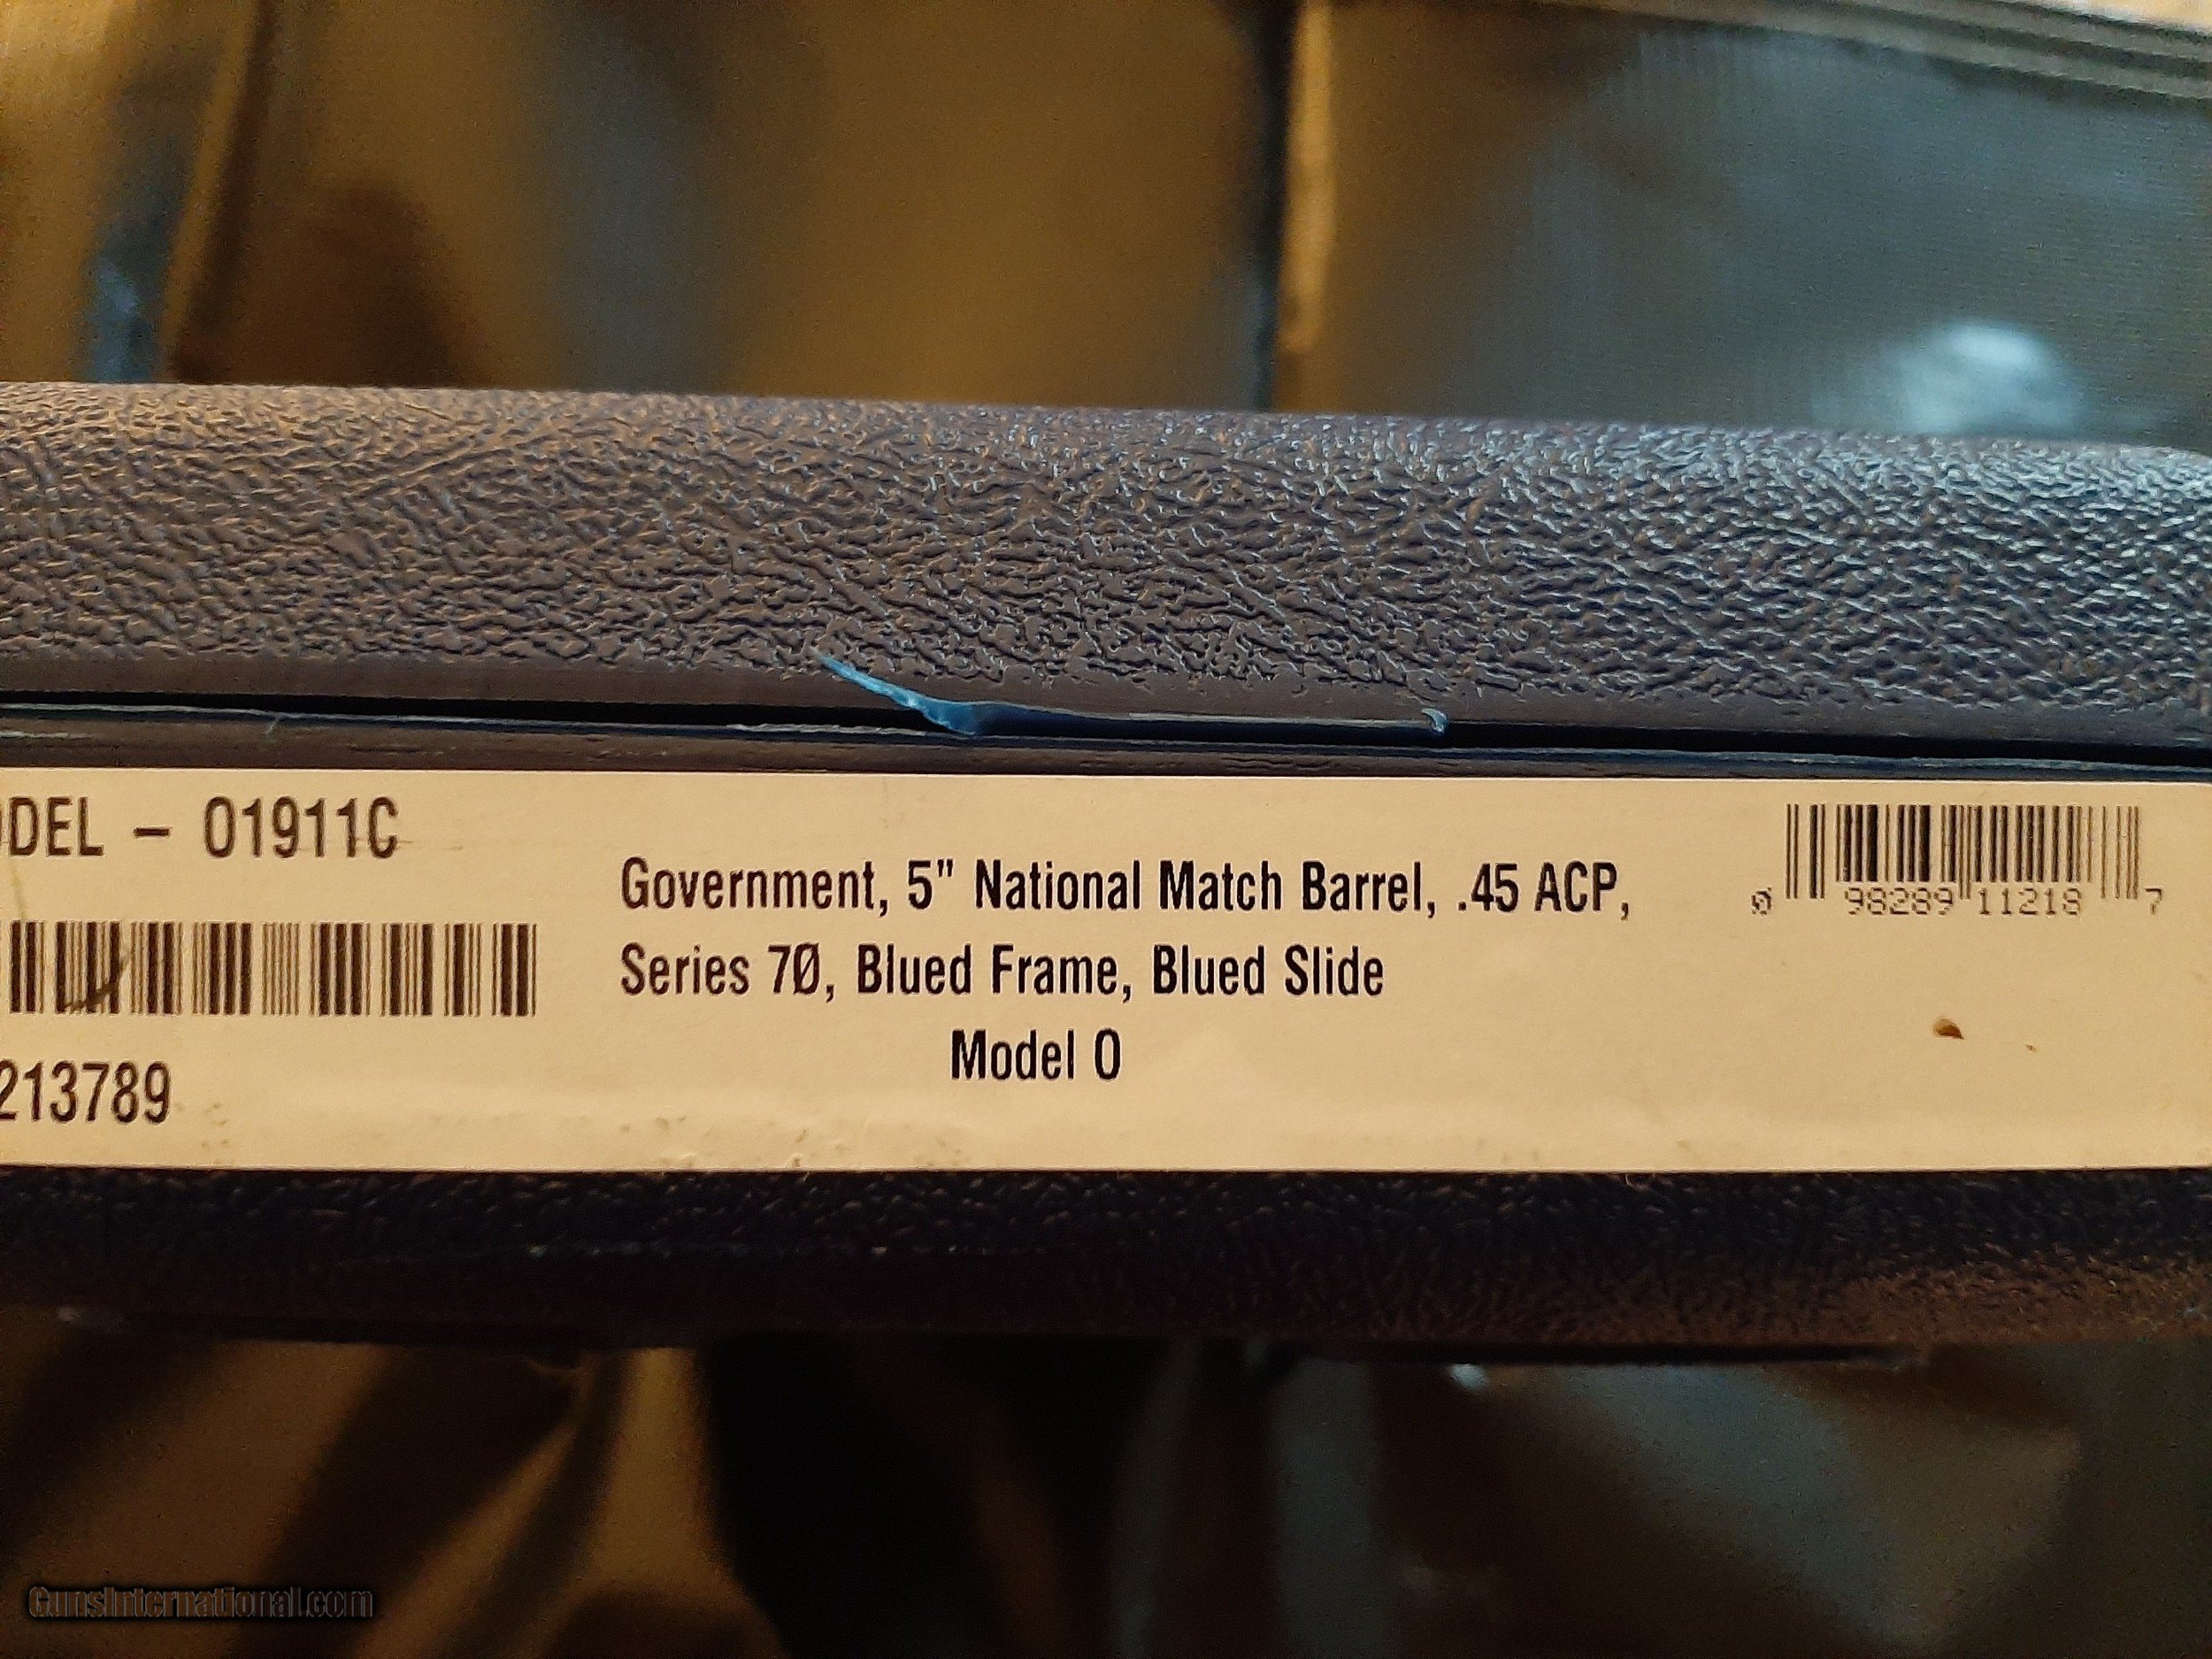 ODEL – 01911C
213789
Government, 5" National Match Barrel, .45 ACP,
Series 7Ø, Blued Frame, Blued Slide
Model O
0 98289 11218 7
GunsInternational.com